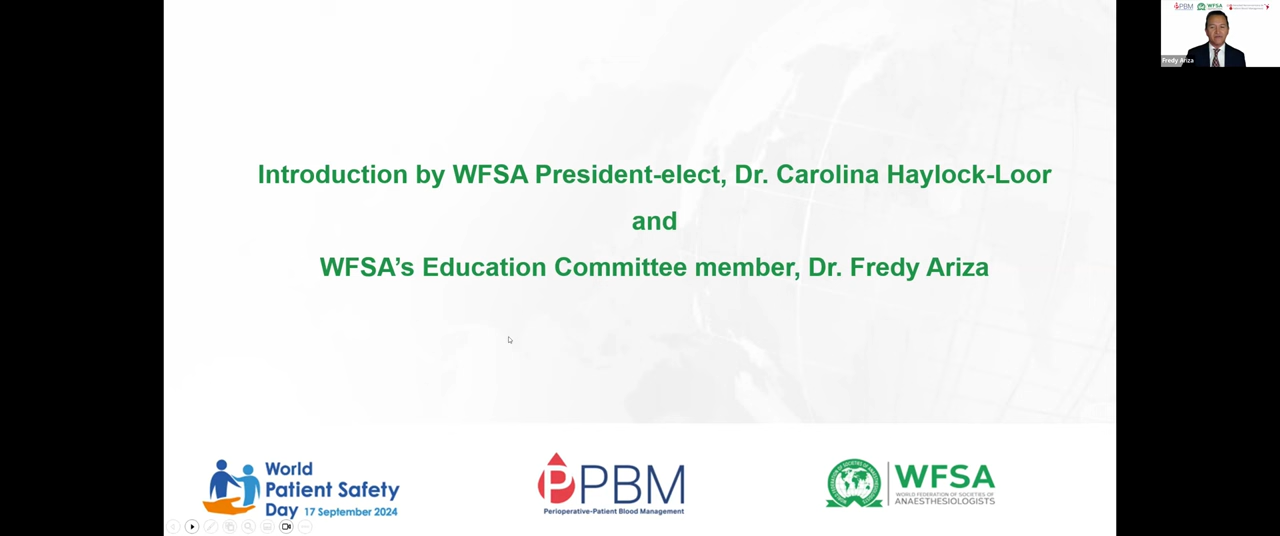 Introduction by WFSA President-elect, Dr. Carolina Haylock-Loor
and
WFSA’s Education Committee member, Dr. Fredy Ariza
World
Patient Safety
Day 17 September 2024
PPBM
Perioperative-Patient Blood Management
WFSA
WORLD FEDERATION OF SOCIETIES OF
ANAESTHESIOLOGISTS
PBM
WFSA
Fredy Ariza